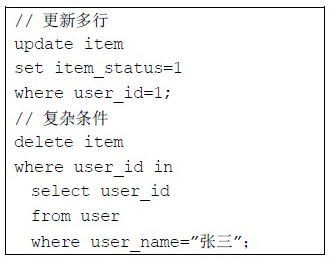 // 更新多行
update item
set item_status=1
where user_id=1;
// 复杂条件
delete item
where user_id in
  select user_id
  from user
  where user_name=”张三”;